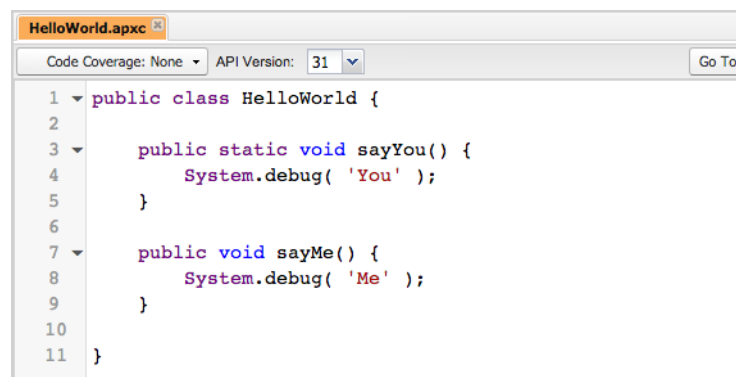 HelloWorld.apxc
Code Coverage: None API Version: 31 Go To
1 public class HelloWorld {
2
3 public static void sayYou() {
4 System.debug( 'You' );
5 }
6
7 public void sayMe() {
8 System.debug( 'Me' );
9 }
10
11 }